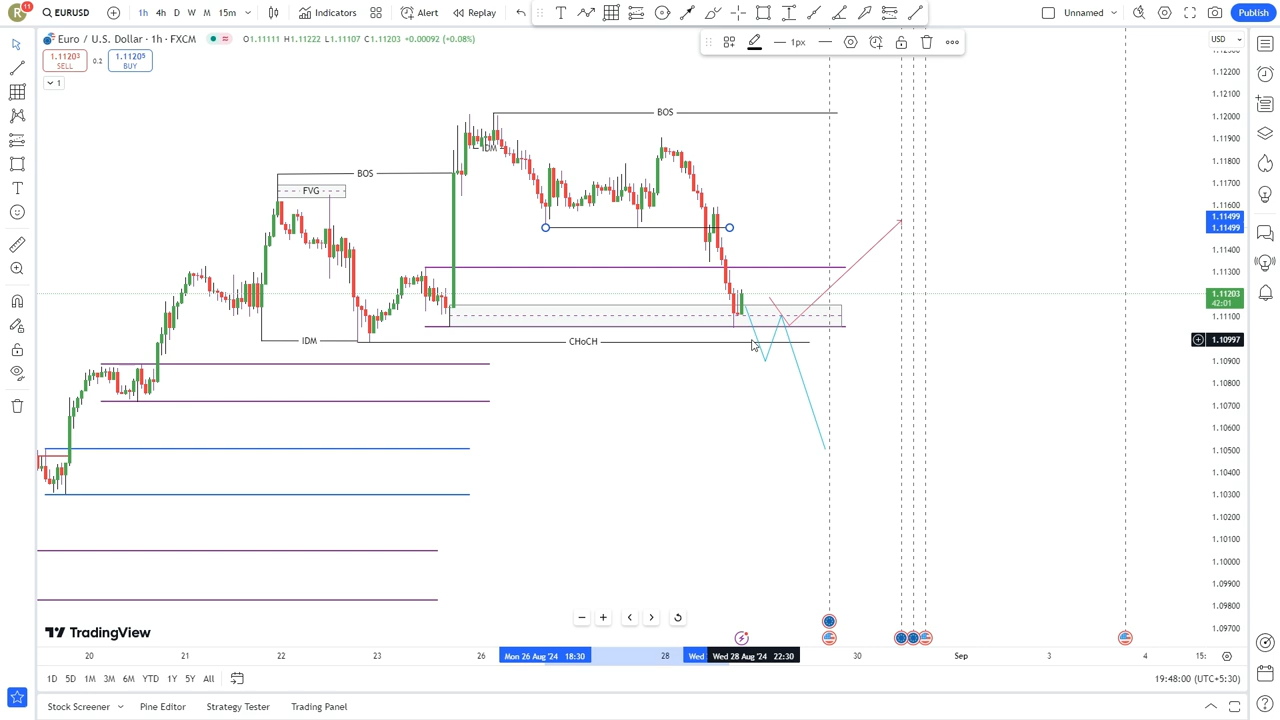 R 11 EURUSD 1h 4h D W M 15m Indicators Alert Replay Unnamed Publish
Euro / U.S. Dollar · 1h · FXCM O1.11111 H1.11222 L1.11107 C1.11203 +0.00092 (+0.08%)
1px
USD
1.11203
SELL
0.2
1.11205
BUY
1
1.12200
1.12100
1.12000
1.11900
1.11800
1.11700
1.11600
1.11499
1.11499
1.11400
1.11300
1.11203
42:01
1.11100
1.10997
1.10900
1.10800
1.10700
1.10600
1.10500
1.10400
1.10300
1.10200
1.10100
1.10000
1.09900
1.09800
1.09700
BOS
IDM
BOS
FVG
IDM
CHoCH
TradingView
20 21 22 23 26 Mon 26 Aug '24 18:30 28 Wed Wed 28 Aug '24 22:30 30 Sep 3 4 15:
1D 5D 1M 3M 6M YTD 1Y 5Y All
19:48:00 (UTC+5:30)
Stock Screener Pine Editor Strategy Tester Trading Panel